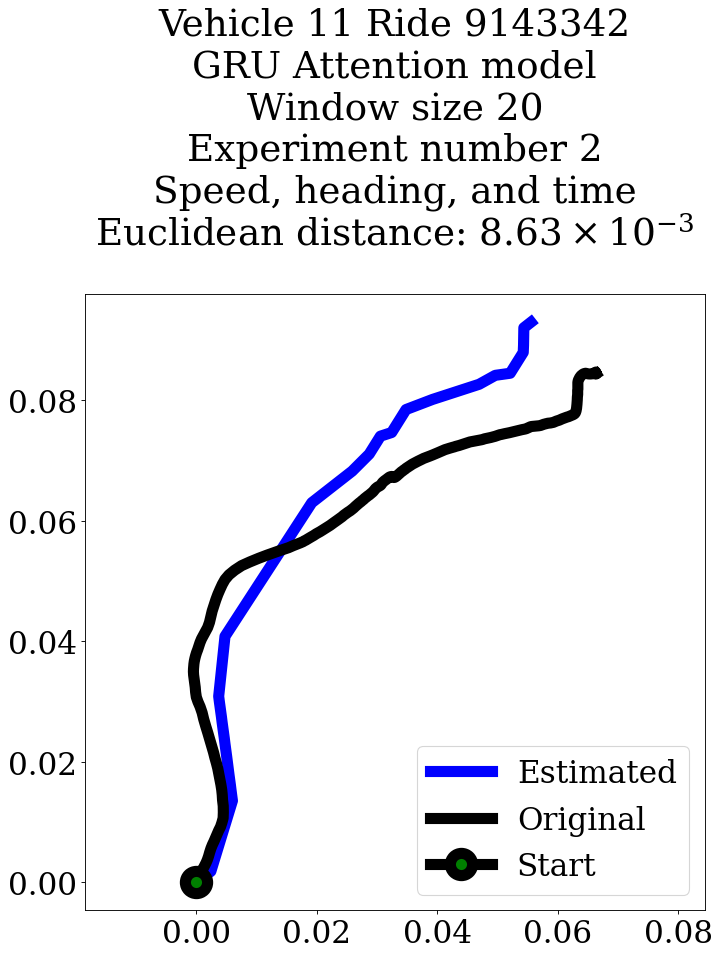 Vehicle 11 Ride 9143342
GRU Attention model
Window size 20
Experiment number 2
Speed, heading, and time
Euclidean distance: 8.63 × 10⁻³
0.08
0.06
0.04
0.02
0.00
Estimated
Original
Start
0.00 0.02 0.04 0.06 0.08